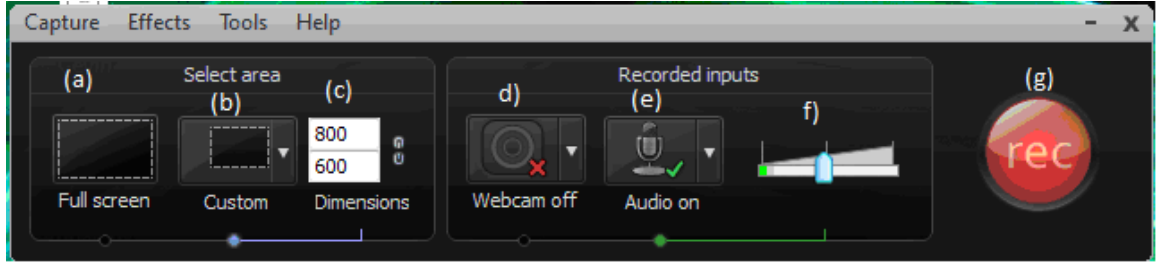 Capture Effects Tools Help - x
Select area
Recorded inputs
(a)
(b)
(c)
d)
(e)
f)
(g)
800
600
rec
Full screen
Custom
Dimensions
Webcam off
Audio on